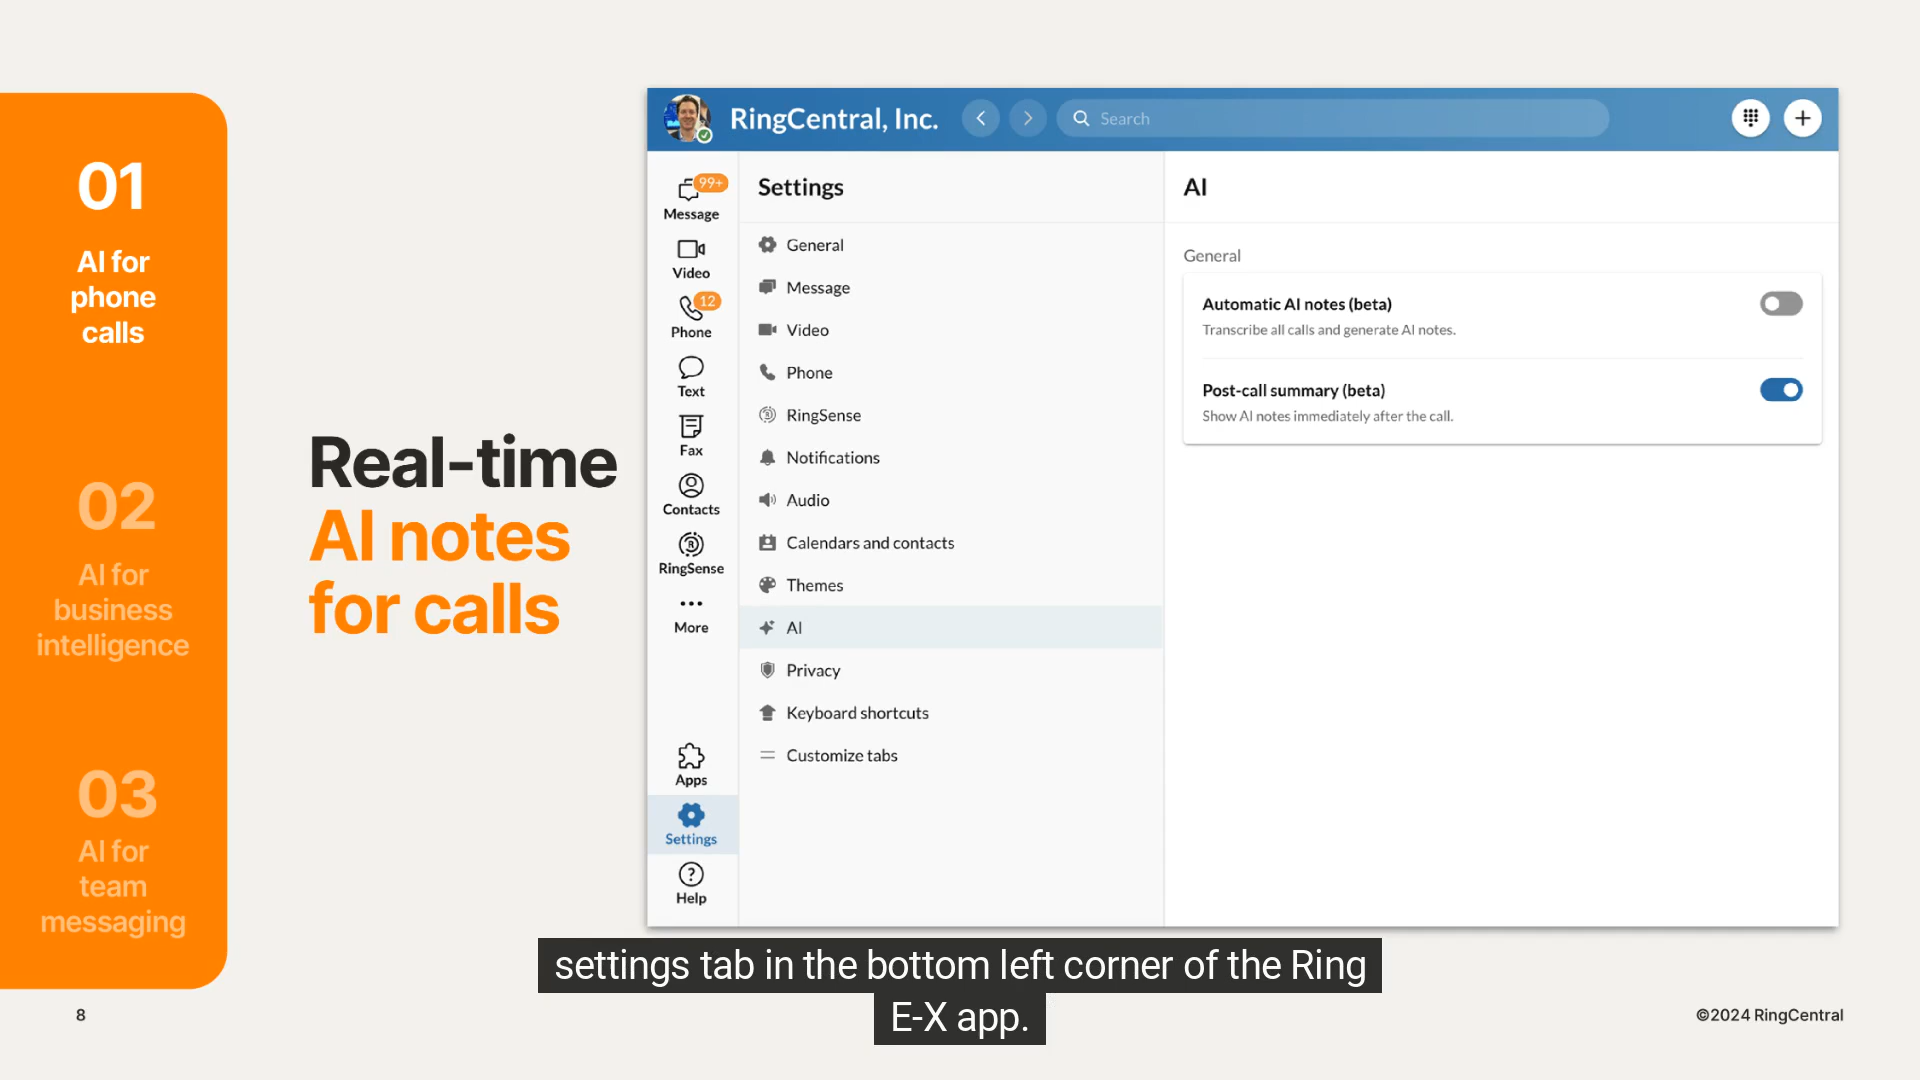 01
AI for
phone
calls
02
AI for
business
intelligence
03
AI for
team
messaging
8
Real-time
AI notes
for calls
RingCentral, Inc.
Search
99+
Message
Video
12
Phone
Text
Fax
Contacts
RingSense
More
Apps
Settings
Help
Settings
General
Message
Video
Phone
RingSense
Notifications
Audio
Calendars and contacts
Themes
AI
Privacy
Keyboard shortcuts
Customize tabs
AI
General
Automatic AI notes (beta)
Transcribe all calls and generate AI notes.
Post-call summary (beta)
Show AI notes immediately after the call.
settings tab in the bottom left corner of the Ring
E-X app.
©2024 RingCentral